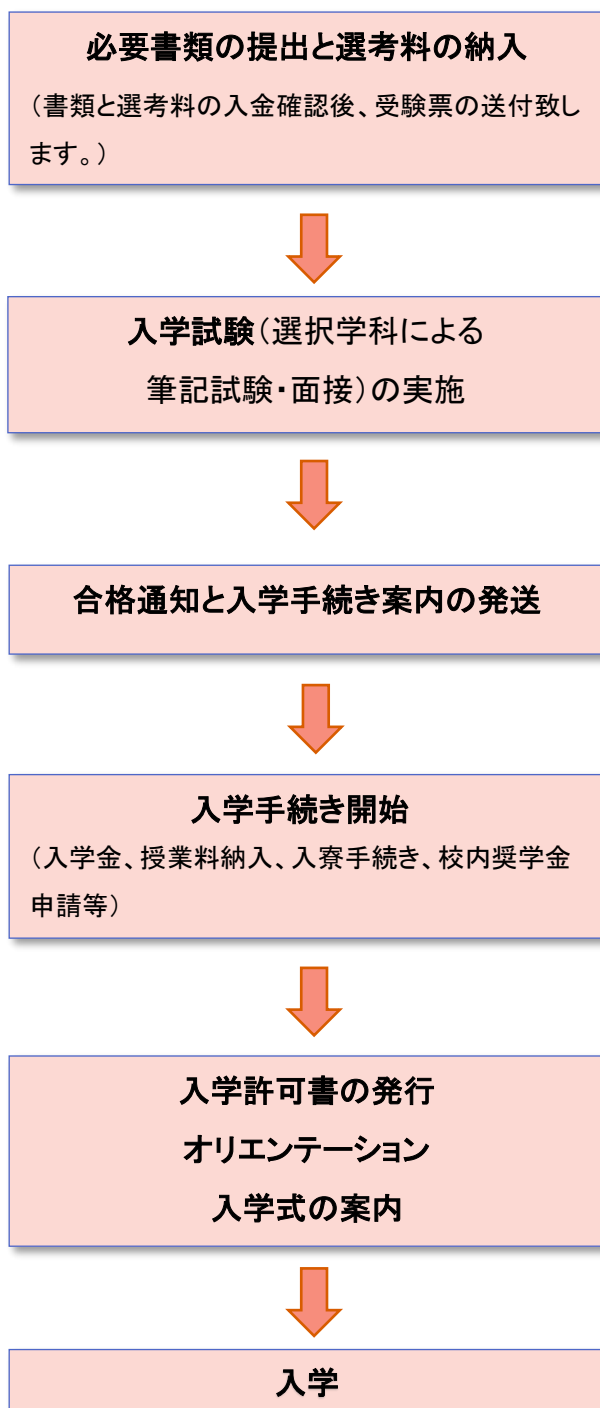 必要書類の提出と選考料の納入
（書類と選考料の入金確認後、受験票の送付致し
ます。）
入学試験（選択学科による
筆記試験・面接）の実施
合格通知と入学手続き案内の発送
入学手続き開始
（入学金、授業料納入、入寮手続き、校内奨学金
申請等）
入学許可書の発行
オリエンテーション
入学式の案内
入学